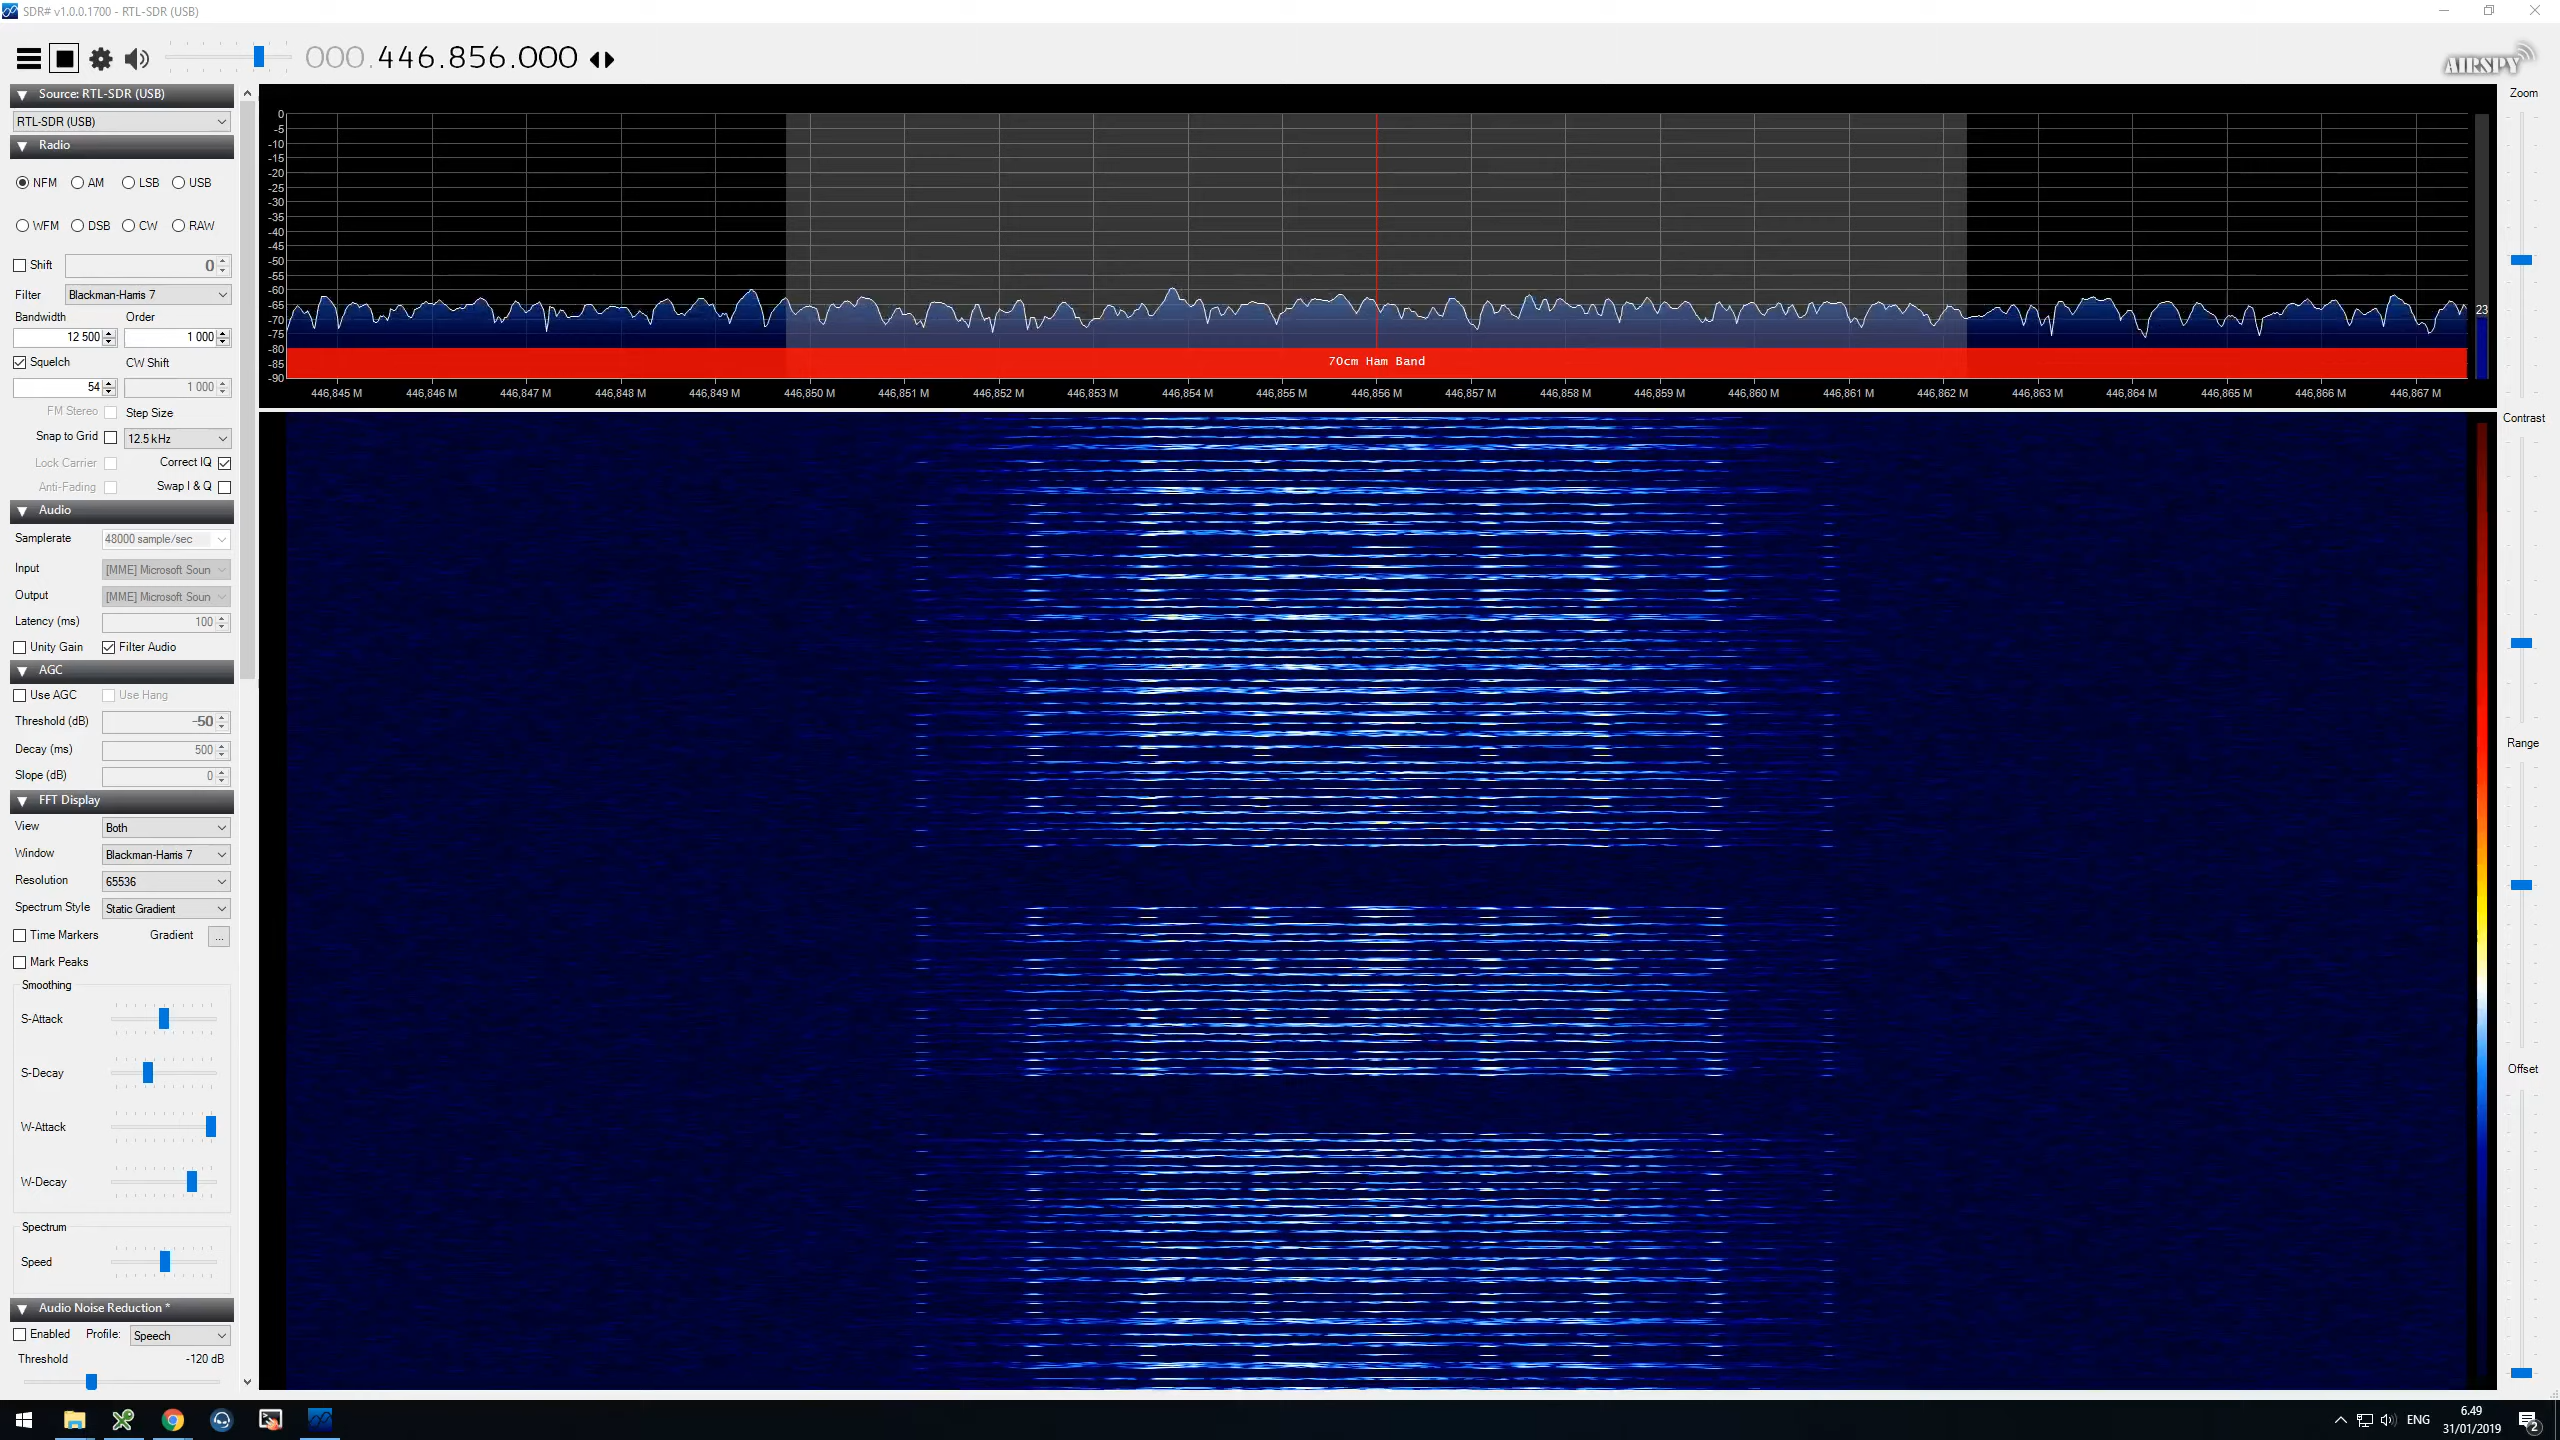 SDR# v1.0.0.1700 - RTL-SDR (USB)
000.446.856.000
AIRSPY
Source: RTL-SDR (USB)
RTL-SDR (USB)
Radio
NFM AM LSB USB
WFM DSB CW RAW
Shift 0
Filter Blackman-Harris 7
Bandwidth Order
12 500 1 000
Squelch CW Shift
54 1 000
FM Stereo Step Size
Snap to Grid 12.5 kHz
Lock Carrier Correct IQ
Anti-Fading Swap I & Q
Audio
Samplerate 48000 sample/sec
Input [MME] Microsoft Soun
Output [MME] Microsoft Soun
Latency (ms) 100
Unity Gain Filter Audio
AGC
Use AGC Use Hang
Threshold (dB) -50
Decay (ms) 500
Slope (dB) 0
FFT Display
View Both
Window Blackman-Harris 7
Resolution 65536
Spectrum Style Static Gradient
Time Markers Gradient ...
Mark Peaks
Smoothing
S-Attack
S-Decay
W-Attack
W-Decay
Spectrum
Speed
Audio Noise Reduction *
Enabled Profile: Speech
Threshold -120 dB
0
-5
-10
-15
-20
-25
-30
-35
-40
-45
-50
-55
-60
-65
-70
-75
-80
-85
-90
23
70cm Ham Band
446,845 M 446,846 M 446,847 M 446,848 M 446,849 M 446,850 M 446,851 M 446,852 M 446,853 M 446,854 M 446,855 M 446,856 M 446,857 M 446,858 M 446,859 M 446,860 M 446,861 M 446,862 M 446,863 M 446,864 M 446,865 M 446,866 M 446,867 M
Zoom
Contrast
Range
Offset
ENG
6.49
31/01/2019
2